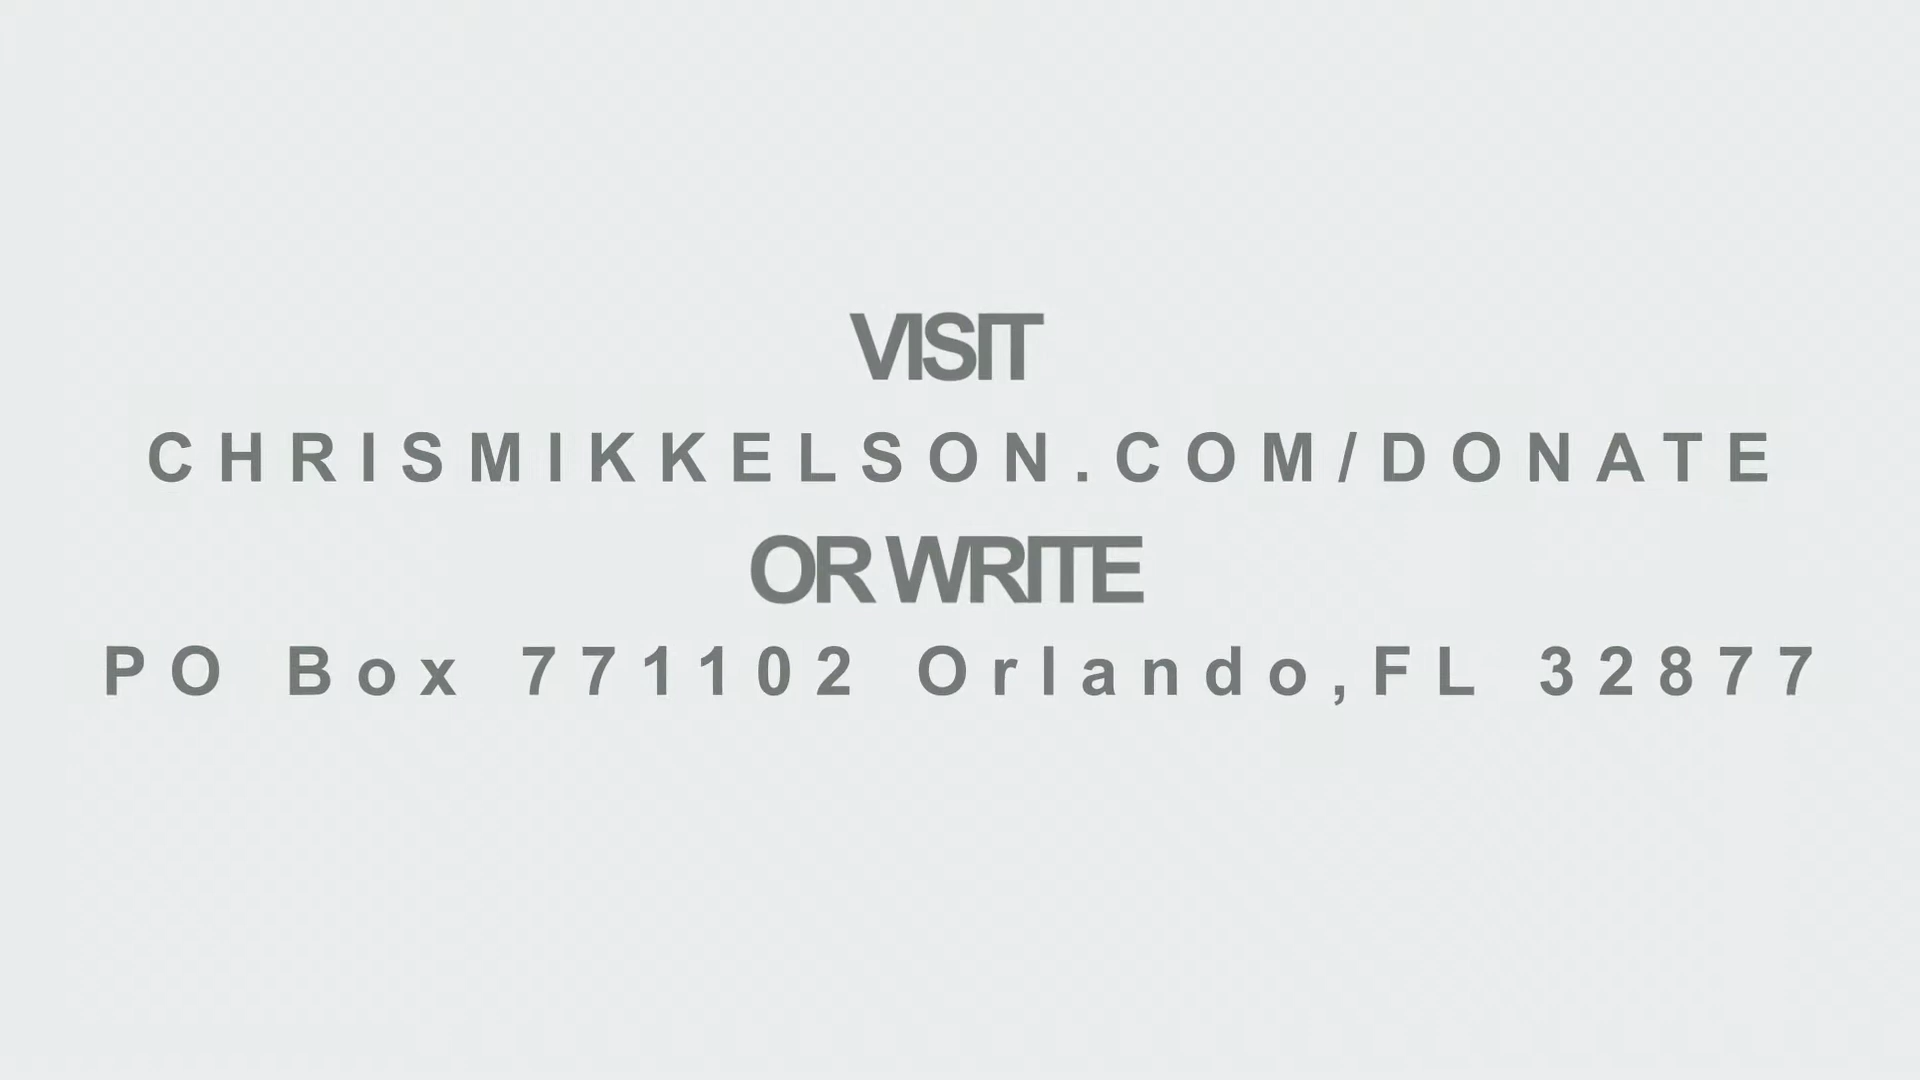 VISIT
CHRISMIKKELSON.COM/DONATE
OR WRITE
PO Box 771102 Orlando,FL 32877